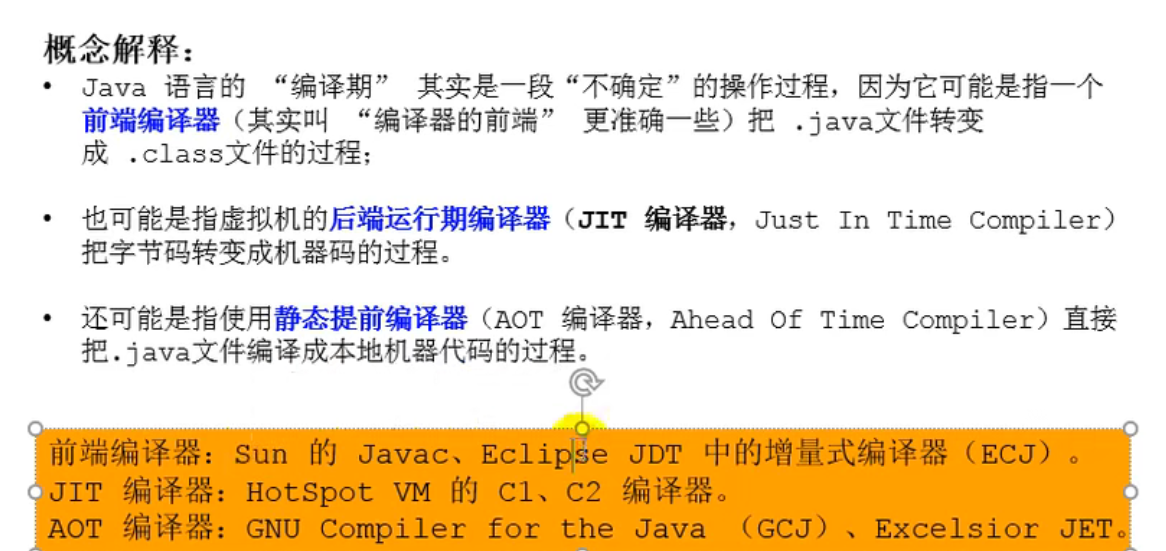 概念解释：
• Java 语言的 “编译期” 其实是一段“不确定”的操作过程，因为它可能是指一个
前端编译器（其实叫 “编译器的前端” 更准确一些）把 .java文件转变
成 .class文件的过程；
• 也可能是指虚拟机的后端运行期编译器（JIT 编译器，Just In Time Compiler）
把字节码转变成机器码的过程。
• 还可能是指使用静态提前编译器（AOT 编译器，Ahead Of Time Compiler）直接
把.java文件编译成本地机器代码的过程。
前端编译器：Sun 的 Javac、Eclipse JDT 中的增量式编译器（ECJ）。
JIT 编译器：HotSpot VM 的 C1、C2 编译器。
AOT 编译器：GNU Compiler for the Java （GCJ）、Excelsior JET。